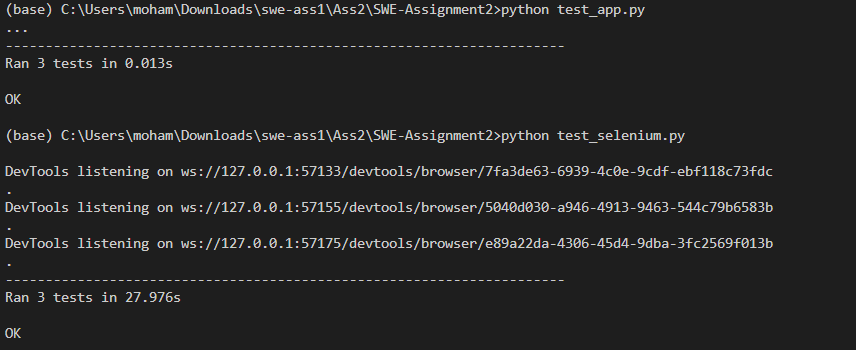 (base) C:\Users\moham\Downloads\swe-ass1\Ass2\SWE-Assignment2>python test_app.py
...
----------------------------------------------------------------------
Ran 3 tests in 0.013s
OK
(base) C:\Users\moham\Downloads\swe-ass1\Ass2\SWE-Assignment2>python test_selenium.py
DevTools listening on ws://127.0.0.1:57133/devtools/browser/7fa3de63-6939-4c0e-9cdf-ebf118c73fdc
.
DevTools listening on ws://127.0.0.1:57155/devtools/browser/5040d030-a946-4913-9463-544c79b6583b
.
DevTools listening on ws://127.0.0.1:57175/devtools/browser/e89a22da-4306-45d4-9dba-3fc2569f013b
.
----------------------------------------------------------------------
Ran 3 tests in 27.976s
OK